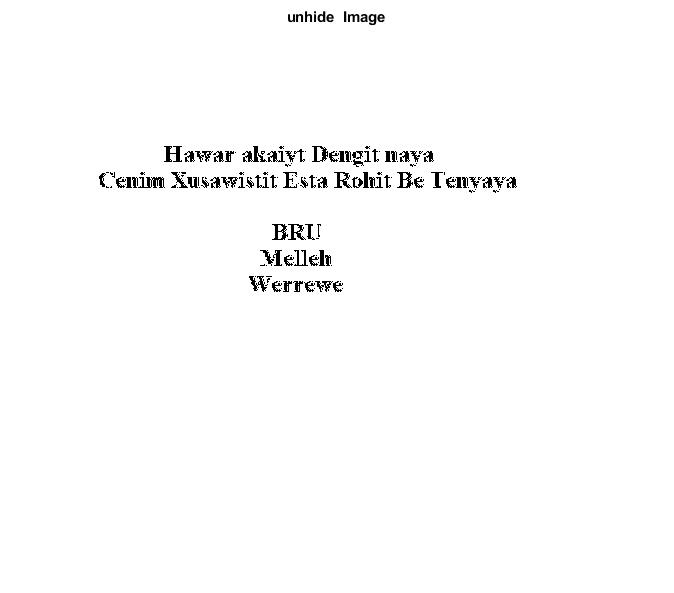 unhide Image
Hawar akaiyt Dengit naya
Cenim Xusawistit Esta Rohit Be Tenyaya
BRU
Melleh
Werrewe